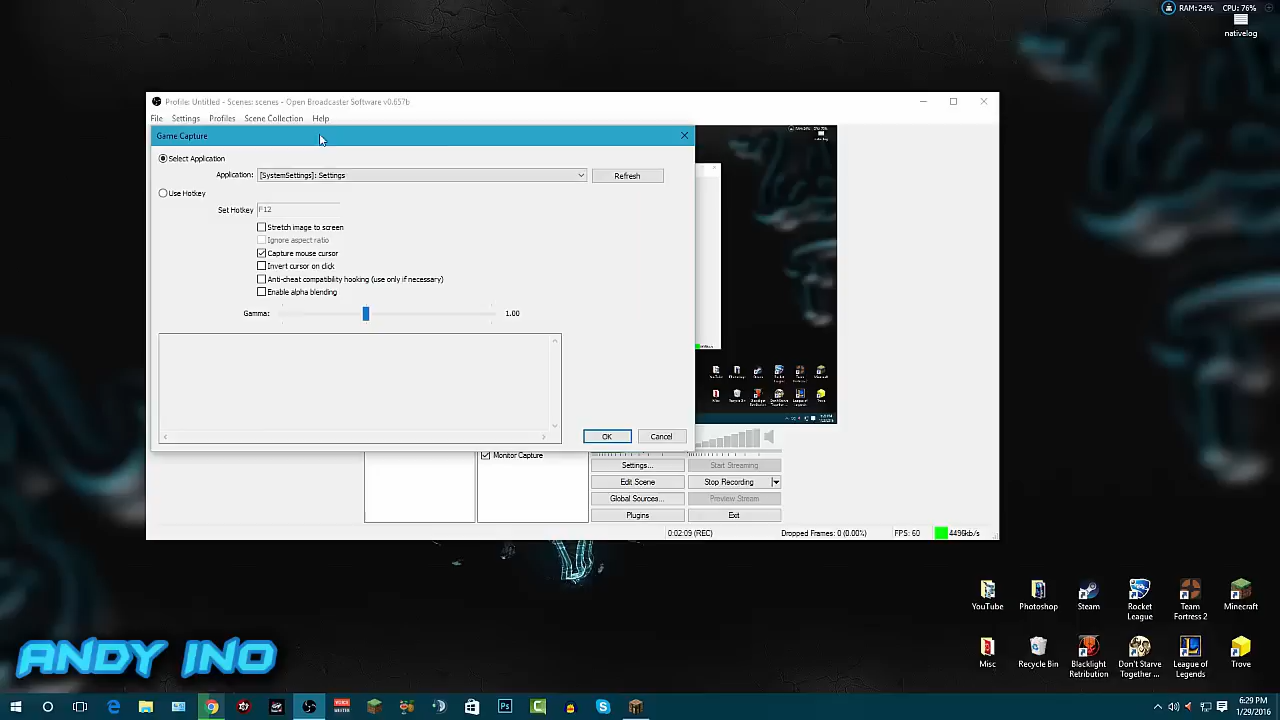 RAM: 24% CPU: 76%
nativelog
Profile: Untitled - Scenes: scenes - Open Broadcaster Software v0.657b
File Settings Profiles Scene Collection Help
Game Capture
Select Application
Application: [SystemSettings]: Settings Refresh
Use Hotkey
Set Hotkey F12
Stretch image to screen
Ignore aspect ratio
Capture mouse cursor
Invert cursor on click
Anti-cheat compatibility hooking (use only if necessary)
Enable alpha blending
Gamma: 1.00
OK Cancel
Monitor Capture
Settings... Start Streaming
Edit Scene Stop Recording
Global Sources... Preview Stream
Plugins Exit
0:02:09 (REC) Dropped Frames: 0 (0.00%) FPS: 60 4496kb/s
YouTube Photoshop Steam Rocket League Team Fortress 2 Minecraft
Misc Recycle Bin Blacklight Retribution Don't Starve Together ... League of Legends Trove
ANDY INO
6:29 PM
1/29/2016